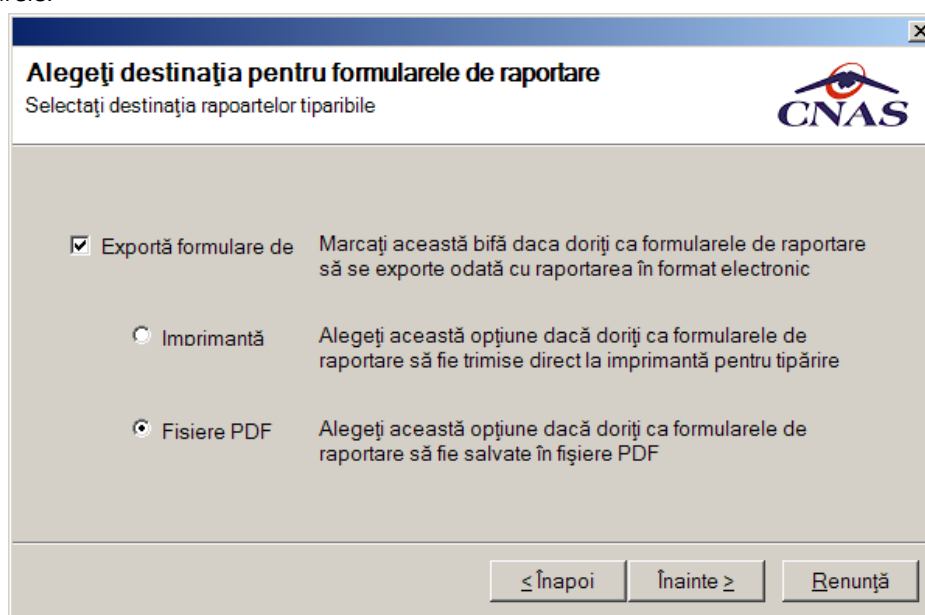 Alegeţi destinaţia pentru formularele de raportare
Selectaţi destinaţia rapoartelor tiparibile
CNAS
Exportă formulare de
Marcaţi această bifă daca doriţi ca formularele de raportare
să se exporte odată cu raportarea în format electronic
Imprimantă
Alegeţi această opţiune dacă doriţi ca formularele de
raportare să fie trimise direct la imprimantă pentru tipărire
Fisiere PDF
Alegeţi această opţiune dacă doriţi ca formularele de
raportare să fie salvate în fişiere PDF
< Înapoi
Înainte >
Renunţă